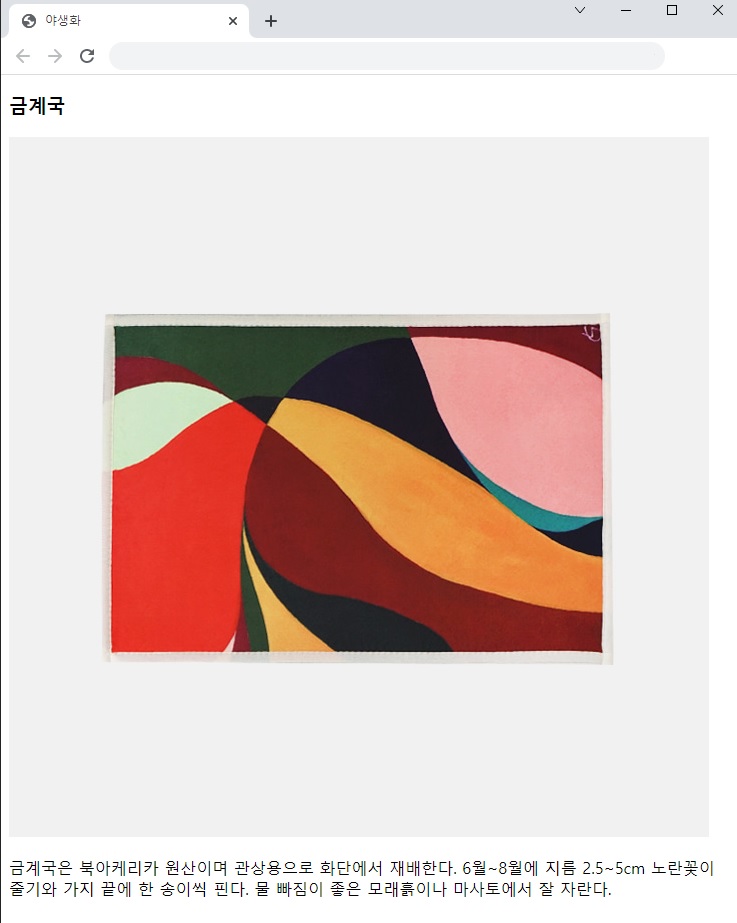 야생화
금계국
금계국은 북아케리카 원산이며 관상용으로 화단에서 재배한다. 6월~8월에 지름 2.5~5cm 노란꽃이
줄기와 가지 끝에 한 송이씩 핀다. 물 빠짐이 좋은 모래흙이나 마사토에서 잘 자란다.